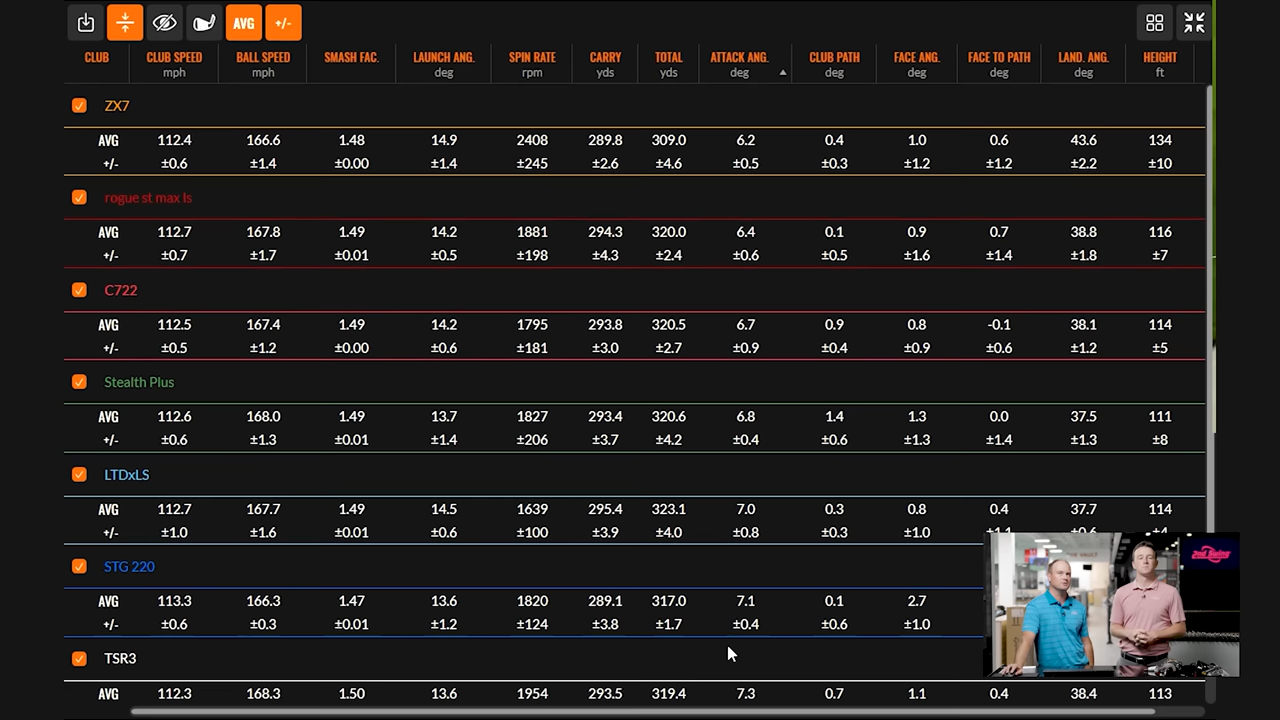 AVG +/-
CLUB CLUB SPEED BALL SPEED SMASH FAC. LAUNCH ANG. SPIN RATE CARRY TOTAL ATTACK ANG. CLUB PATH FACE ANG. FACE TO PATH LAND. ANG. HEIGHT
mph mph deg rpm yds yds deg deg deg deg deg ft
ZX7
AVG 112.4 166.6 1.48 14.9 2408 289.8 309.0 6.2 0.4 1.0 0.6 43.6 134
+/- ±0.6 ±1.4 ±0.00 ±1.4 ±245 ±2.6 ±4.6 ±0.5 ±0.3 ±1.2 ±1.2 ±2.2 ±10
rogue st max ls
AVG 112.7 167.8 1.49 14.2 1881 294.3 320.0 6.4 0.1 0.9 0.7 38.8 116
+/- ±0.7 ±1.7 ±0.01 ±0.5 ±198 ±4.3 ±2.4 ±0.6 ±0.5 ±1.6 ±1.4 ±1.8 ±7
C722
AVG 112.5 167.4 1.49 14.2 1795 293.8 320.5 6.7 0.9 0.8 -0.1 38.1 114
+/- ±0.5 ±1.2 ±0.00 ±0.6 ±181 ±3.0 ±2.7 ±0.9 ±0.4 ±0.9 ±0.6 ±1.2 ±5
Stealth Plus
AVG 112.6 168.0 1.49 13.7 1827 293.4 320.6 6.8 1.4 1.3 0.0 37.5 111
+/- ±0.6 ±1.3 ±0.01 ±1.4 ±206 ±3.7 ±4.2 ±0.4 ±0.6 ±1.3 ±1.4 ±1.3 ±8
LTDxLS
AVG 112.7 167.7 1.49 14.5 1639 295.4 323.1 7.0 0.3 0.8 0.4 37.7 114
+/- ±1.0 ±1.6 ±0.01 ±0.6 ±100 ±3.9 ±4.0 ±0.8 ±0.3 ±1.0 ±1.1 ±0.6 ±4
STG 220
AVG 113.3 166.3 1.47 13.6 1820 289.1 317.0 7.1 0.1 2.7
+/- ±0.6 ±0.3 ±0.01 ±1.2 ±124 ±3.8 ±1.7 ±0.4 ±0.6 ±1.0
2nd Swing
TSR3
AVG 112.3 168.3 1.50 13.6 1954 293.5 319.4 7.3 0.7 1.1 0.4 38.4 113